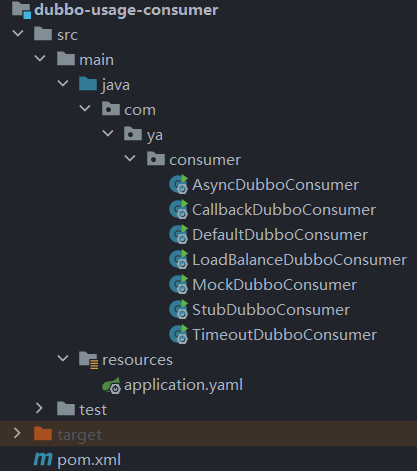 dubbo-usage-consumer
src
main
java
com
ya
consumer
AsyncDubboConsumer
CallbackDubboConsumer
DefaultDubboConsumer
LoadBalanceDubboConsumer
MockDubboConsumer
StubDubboConsumer
TimeoutDubboConsumer
resources
application.yaml
test
target
pom.xml